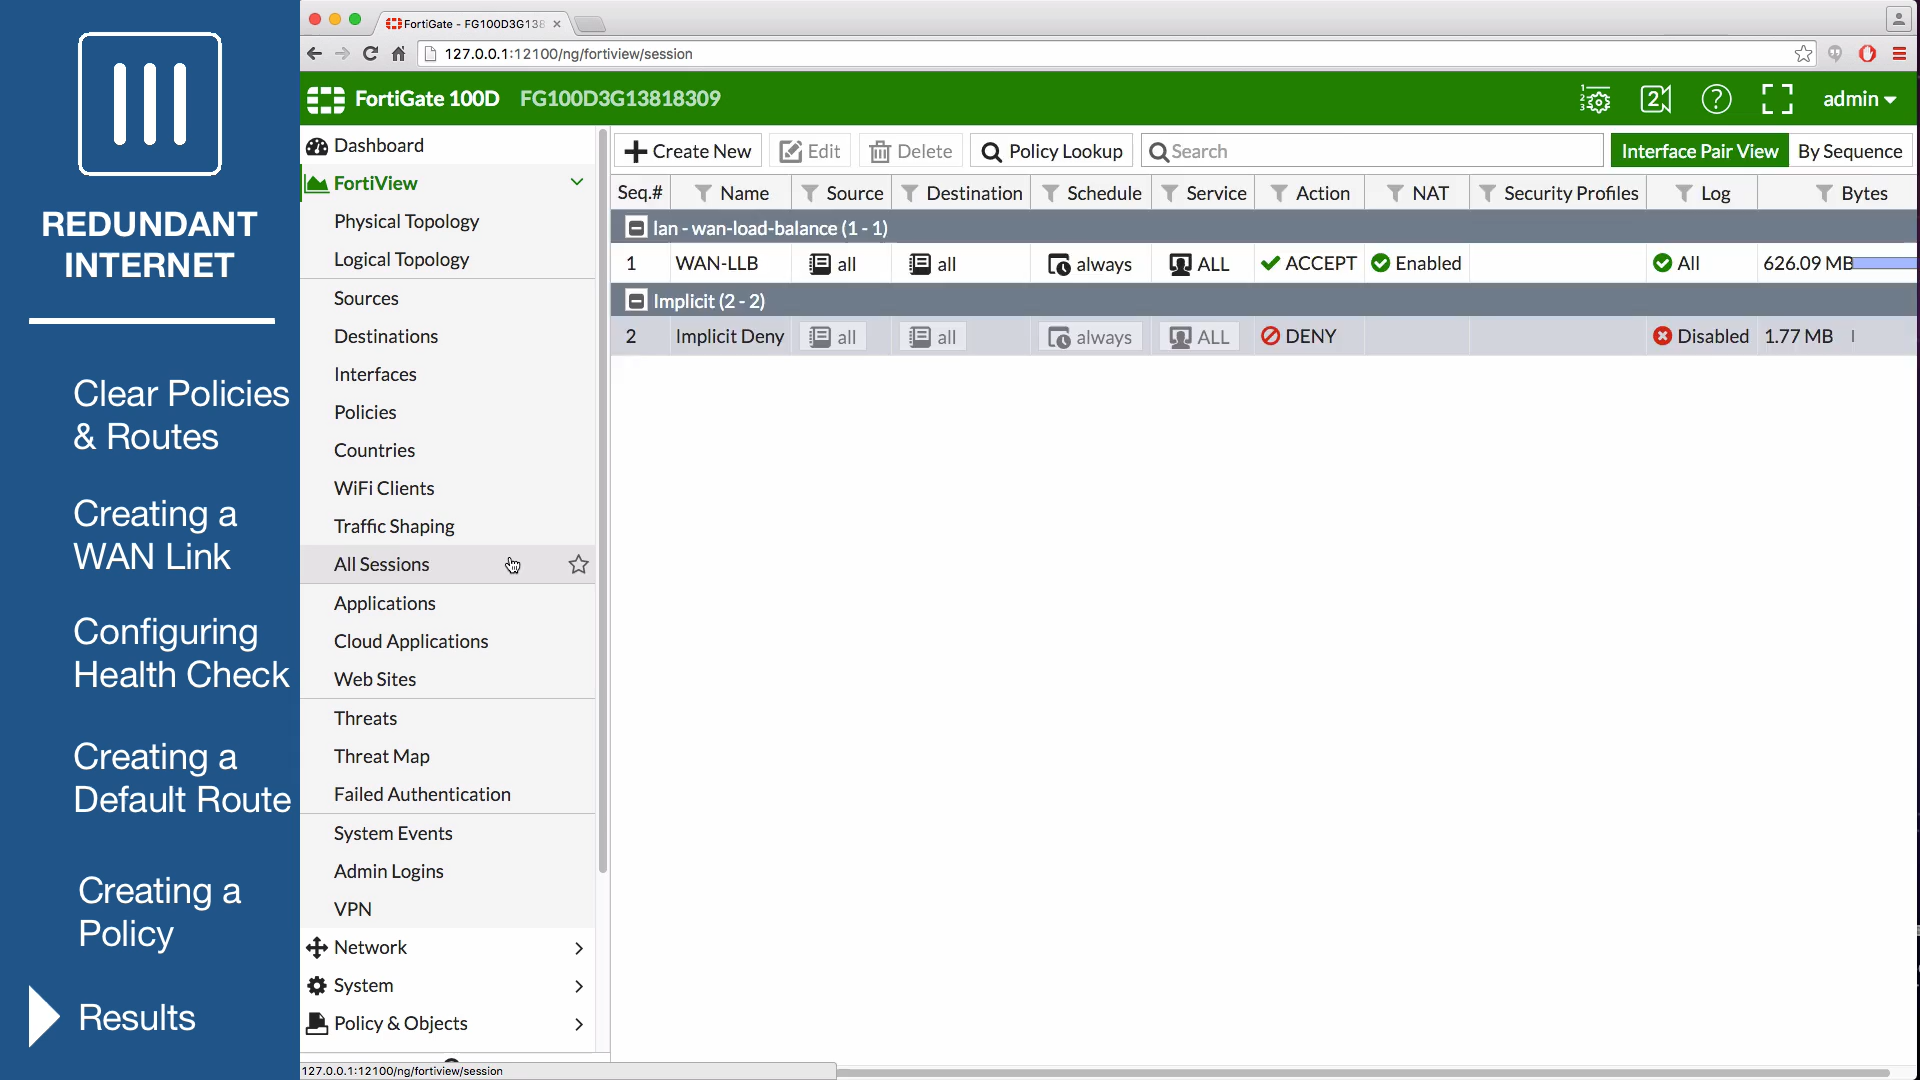 REDUNDANT
INTERNET
Clear Policies
& Routes
Creating a
WAN Link
Configuring
Health Check
Creating a
Default Route
Creating a
Policy
Results
FortiGate - FG100D3G138
127.0.0.1:12100/ng/fortiview/session
FortiGate 100D FG100D3G13818309
admin
Dashboard
FortiView
Physical Topology
Logical Topology
Sources
Destinations
Interfaces
Policies
Countries
WiFi Clients
Traffic Shaping
All Sessions
Applications
Cloud Applications
Web Sites
Threats
Threat Map
Failed Authentication
System Events
Admin Logins
VPN
Network
System
Policy & Objects
127.0.0.1:12100/ng/fortiview/session
Create New Edit Delete Policy Lookup Search Interface Pair View By Sequence
Seq.# Name Source Destination Schedule Service Action NAT Security Profiles Log Bytes
lan - wan-load-balance (1 - 1)
1 WAN-LLB all all always ALL ACCEPT Enabled All 626.09 MB
Implicit (2 - 2)
2 Implicit Deny all all always ALL DENY Disabled 1.77 MB